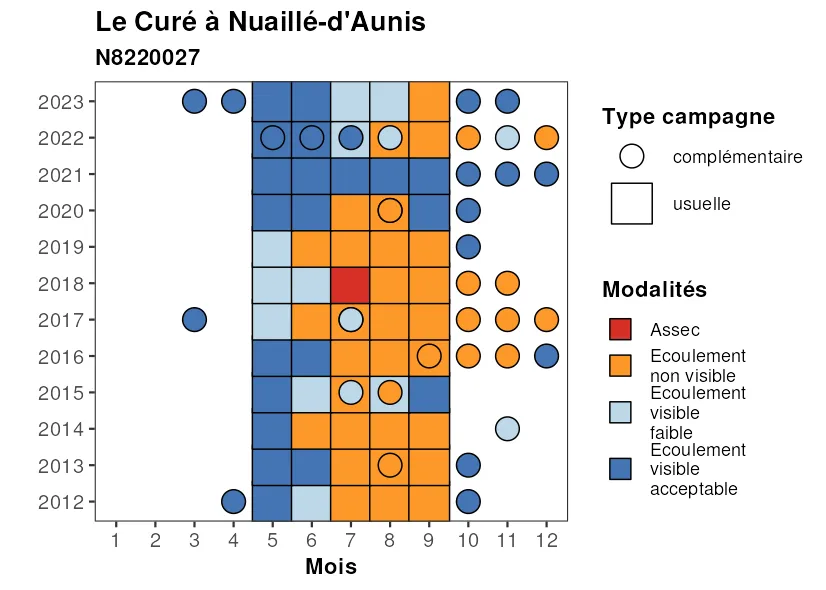 Le Curé à Nuaillé-d'Aunis
N8220027
2023
2022
2021
2020
2019
2018
2017
2016
2015
2014
2013
2012
1 2 3 4 5 6 7 8 9 10 11 12
Mois
Type campagne
complémentaire
usuelle
Modalités
Assec
Ecoulement
non visible
Ecoulement
visible
faible
Ecoulement
visible
acceptable